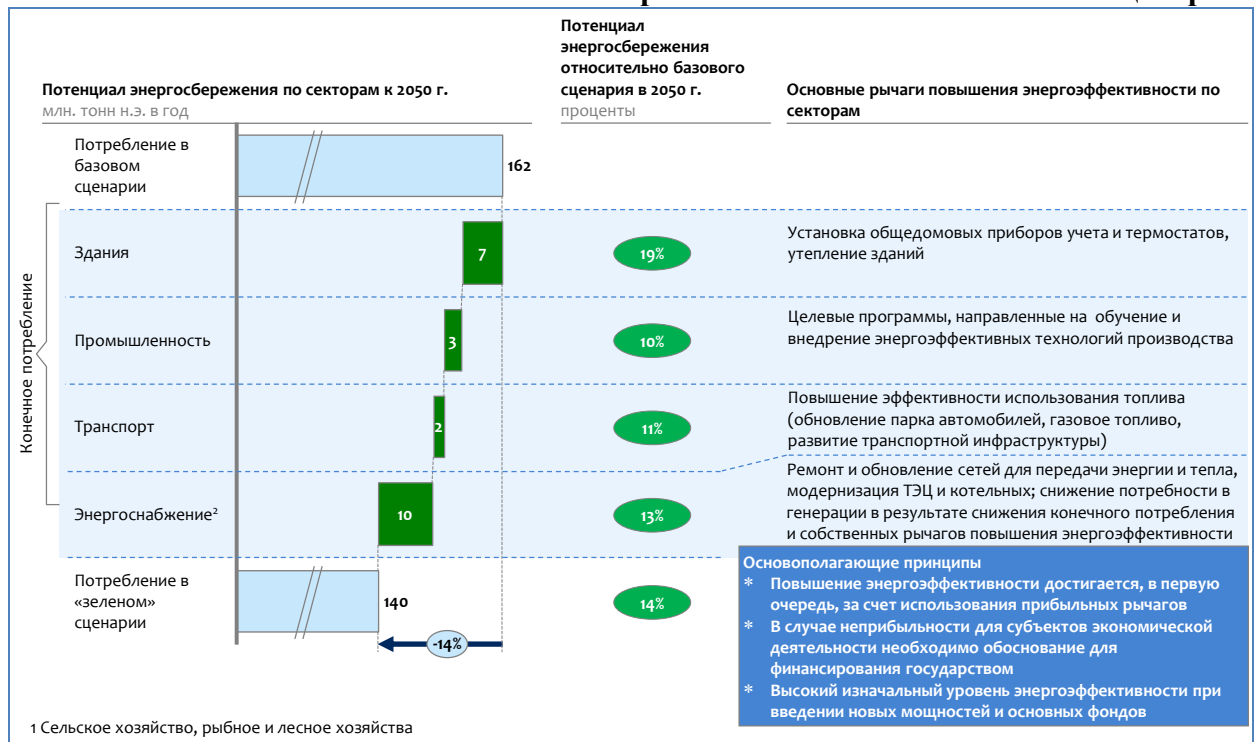 Потенциал
энергосбережения
относительно базового
сценария в 2050 г.
проценты
Потенциал энергосбережения по секторам к 2050 г.
млн. тонн н.э. в год
Основные рычаги повышения энергоэффективности по
секторам
Потребление в
базовом
сценарии
162
Конечное потребление
Здания
7
19%
Установка общедомовых приборов учета и термостатов,
утепление зданий
Промышленность
3
10%
Целевые программы, направленные на обучение и
внедрение энергоэффективных технологий производства
Транспорт
2
11%
Повышение эффективности использования топлива
(обновление парка автомобилей, газовое топливо,
развитие транспортной инфраструктуры)
Энергоснабжение²
10
13%
Ремонт и обновление сетей для передачи энергии и тепла,
модернизация ТЭЦ и котельных; снижение потребности в
генерации в результате снижения конечного потребления
и собственных рычагов повышения энергоэффективности
Потребление в
«зеленом»
сценарии
140
14%
-14%
Основополагающие принципы
* Повышение энергоэффективности достигается, в первую
очередь, за счет использования прибыльных рычагов
* В случае неприбыльности для субъектов экономической
деятельности необходимо обоснование для
финансирования государством
* Высокий изначальный уровень энергоэффективности при
введении новых мощностей и основных фондов
1 Сельское хозяйство, рыбное и лесное хозяйства